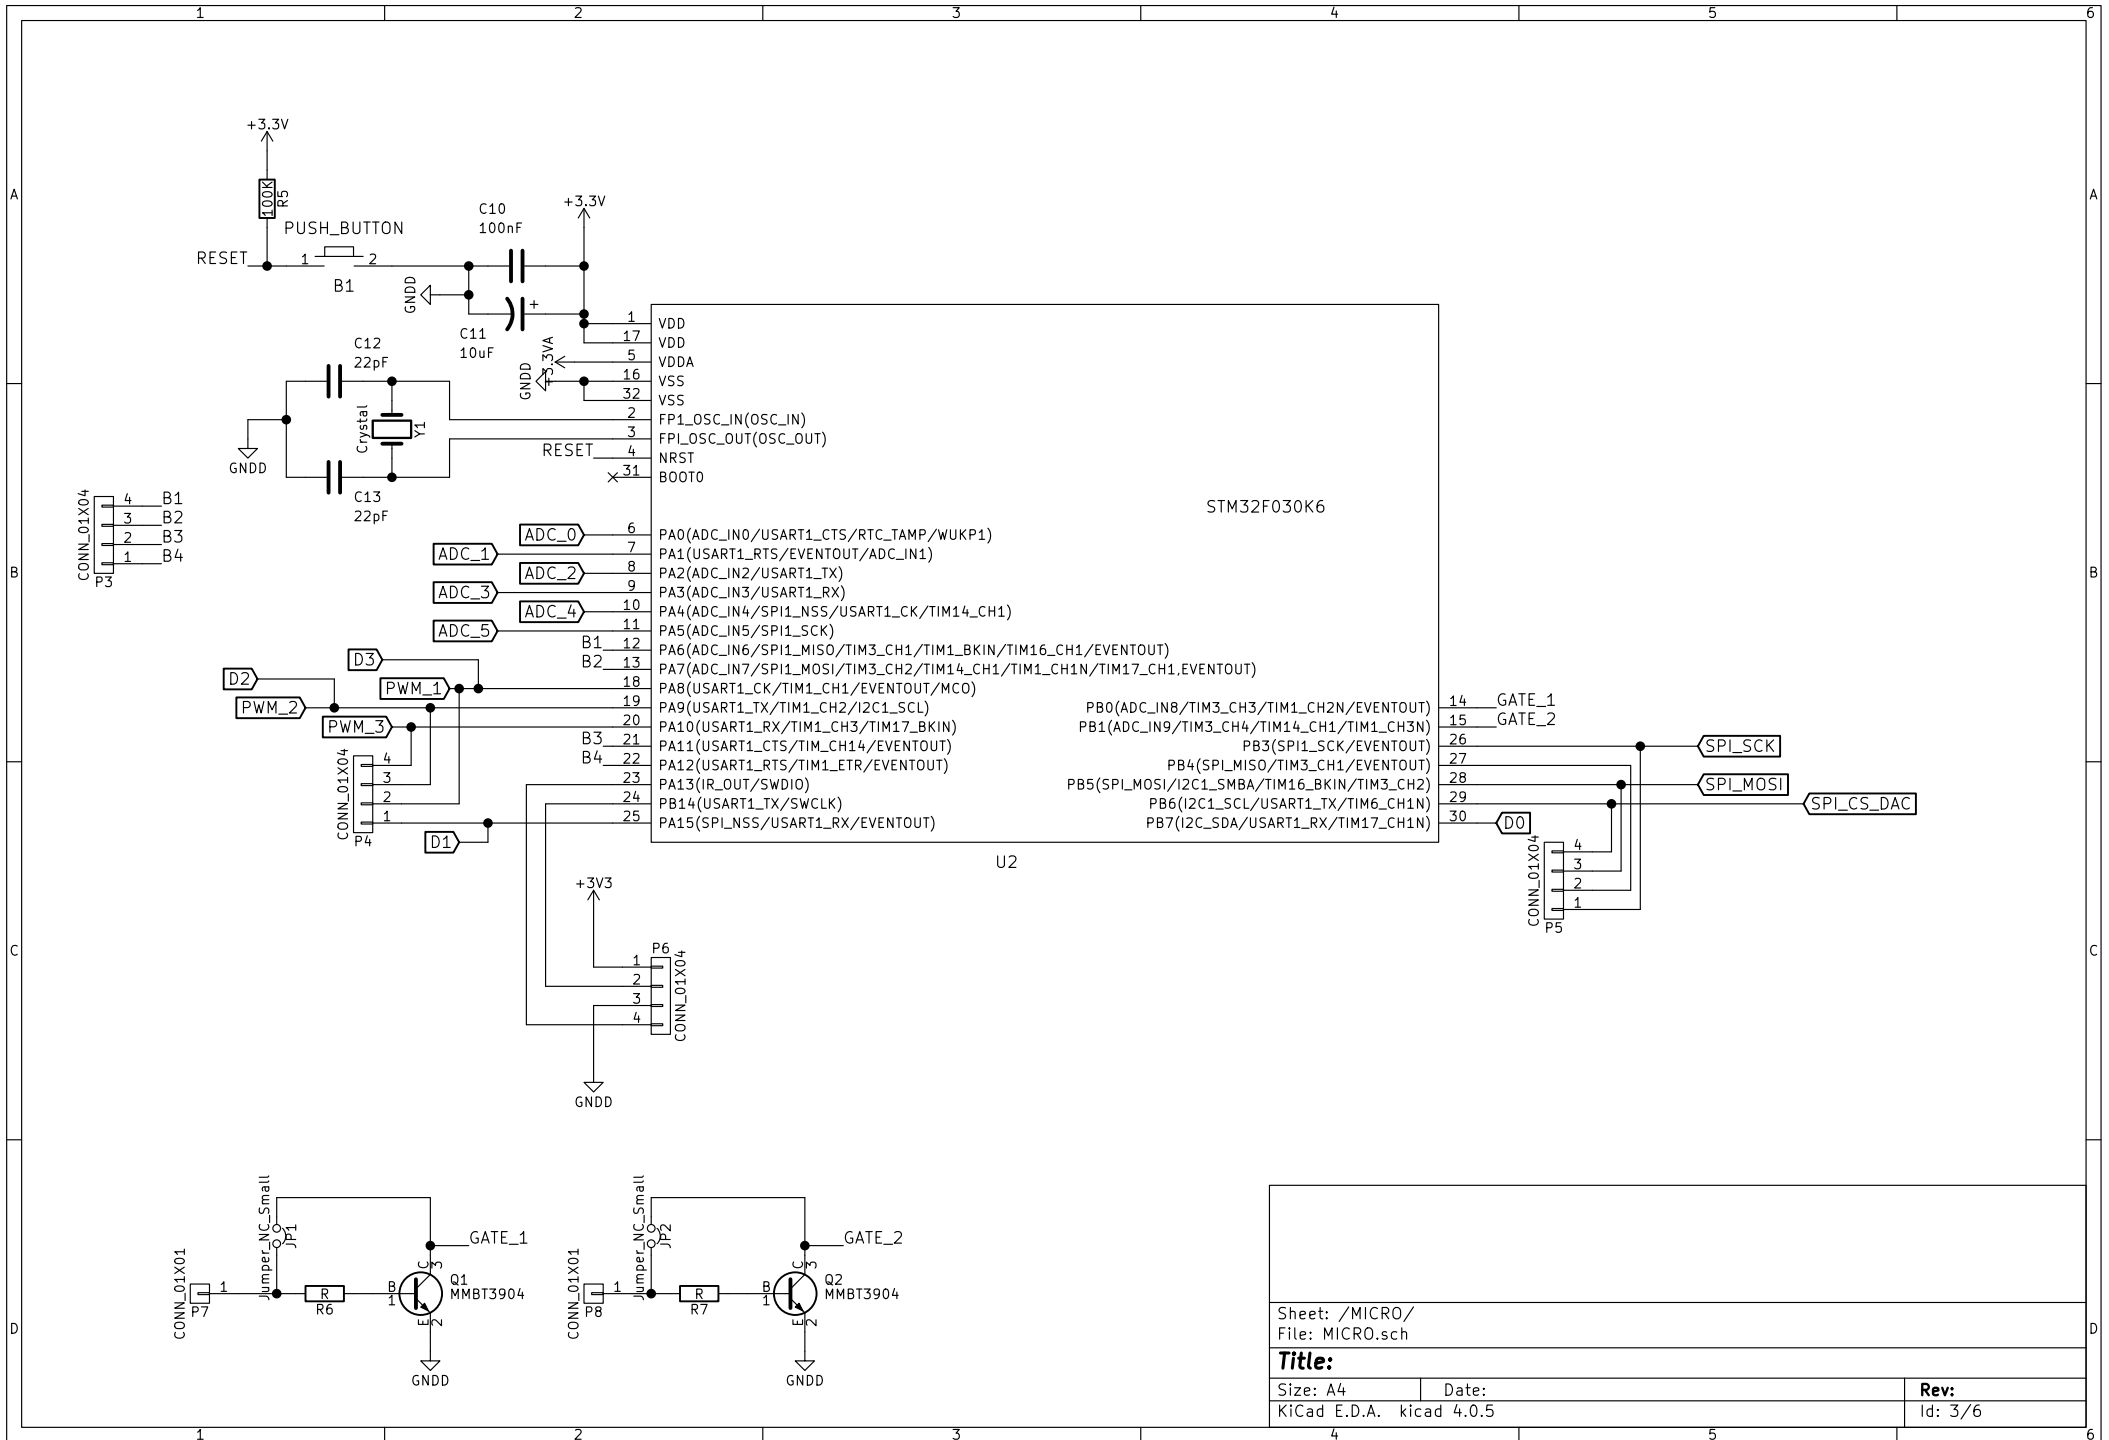 1 2 3 4 5 6
A A
B B
C C
D D
+3.3V
100K
R5
PUSH_BUTTON
RESET
1 2
B1
C10
100nF
+3.3V
GNDD
+
C11
10uF
C12
22pF
Crystal
Y1
GNDD
C13
22pF
+3.3VA
GNDD
1 VDD
17 VDD
5 VDDA
16 VSS
32 VSS
2 FP1_OSC_IN(OSC_IN)
3 FPI_OSC_OUT(OSC_OUT)
RESET 4 NRST
31 BOOT0
STM32F030K6
CONN_01X04
4 B1
3 B2
2 B3
1 B4
P3
ADC_0 6 PA0(ADC_IN0/USART1_CTS/RTC_TAMP/WUKP1)
ADC_1 7 PA1(USART1_RTS/EVENTOUT/ADC_IN1)
ADC_2 8 PA2(ADC_IN2/USART1_TX)
ADC_3 9 PA3(ADC_IN3/USART1_RX)
ADC_4 10 PA4(ADC_IN4/SPI1_NSS/USART1_CK/TIM14_CH1)
ADC_5 11 PA5(ADC_IN5/SPI1_SCK)
B1 12 PA6(ADC_IN6/SPI1_MISO/TIM3_CH1/TIM1_BKIN/TIM16_CH1/EVENTOUT)
B2 13 PA7(ADC_IN7/SPI1_MOSI/TIM3_CH2/TIM14_CH1/TIM1_CH1N/TIM17_CH1,EVENTOUT)
D3
D2
PWM_1 18 PA8(USART1_CK/TIM1_CH1/EVENTOUT/MCO)
PWM_2 19 PA9(USART1_TX/TIM1_CH2/I2C1_SCL)
PWM_3 20 PA10(USART1_RX/TIM1_CH3/TIM17_BKIN)
B3 21 PA11(USART1_CTS/TIM_CH14/EVENTOUT)
B4 22 PA12(USART1_RTS/TIM1_ETR/EVENTOUT)
23 PA13(IR_OUT/SWDIO)
24 PB14(USART1_TX/SWCLK)
25 PA15(SPI_NSS/USART1_RX/EVENTOUT)
D1
CONN_01X04
4
3
2
1
P4
PB0(ADC_IN8/TIM3_CH3/TIM1_CH2N/EVENTOUT) 14 GATE_1
PB1(ADC_IN9/TIM3_CH4/TIM14_CH1/TIM1_CH3N) 15 GATE_2
PB3(SPI1_SCK/EVENTOUT) 26 SPI_SCK
PB4(SPI_MISO/TIM3_CH1/EVENTOUT) 27
PB5(SPI_MOSI/I2C1_SMBA/TIM16_BKIN/TIM3_CH2) 28 SPI_MOSI
PB6(I2C1_SCL/USART1_TX/TIM6_CH1N) 29 SPI_CS_DAC
PB7(I2C_SDA/USART1_RX/TIM17_CH1N) 30 D0
U2
CONN_01X04
4
3
2
1
P5
+3V3
P6
1
2
3
4
CONN_01X04
GNDD
CONN_01X01
1
P7
Jumper_NC_Small
JP1
R
R6
GATE_1
B
1
C
3
E
2
Q1
MMBT3904
GNDD
CONN_01X01
1
P8
Jumper_NC_Small
JP2
R
R7
GATE_2
B
1
C
3
E
2
Q2
MMBT3904
GNDD
Sheet: /MICRO/
File: MICRO.sch
Title:
Size: A4 Date: Rev:
KiCad E.D.A. kicad 4.0.5 Id: 3/6
1 2 3 4 5 6